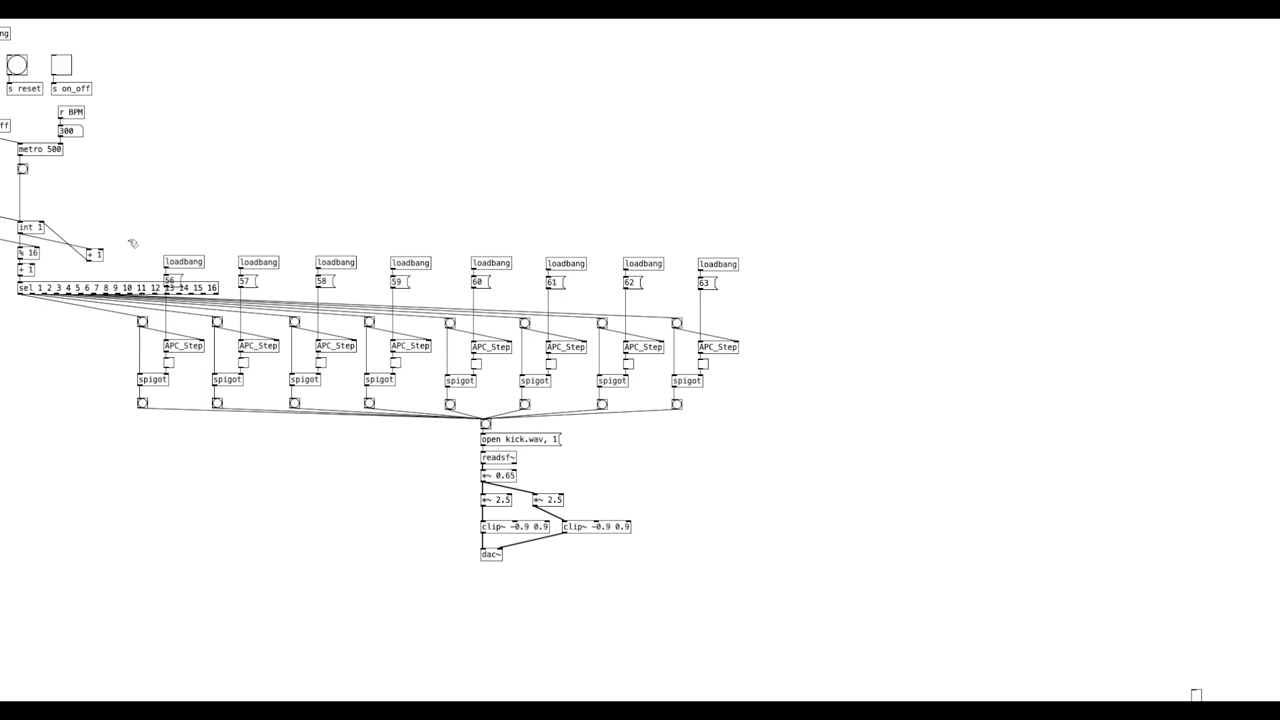 ng
s reset
s on_off
r BPM
ff
300
metro 500
int 1
% 16
+ 1
+ 1
loadbang
loadbang
loadbang
loadbang
loadbang
loadbang
loadbang
loadbang
56
57
58
59
60
61
62
63
sel 1 2 3 4 5 6 7 8 9 10 11 12 13 14 15 16
APC_Step
APC_Step
APC_Step
APC_Step
APC_Step
APC_Step
APC_Step
APC_Step
spigot
spigot
spigot
spigot
spigot
spigot
spigot
spigot
open kick.wav, 1
readsf~
*~ 0.65
*~ 2.5
*~ 2.5
clip~ -0.9 0.9
clip~ -0.9 0.9
dac~